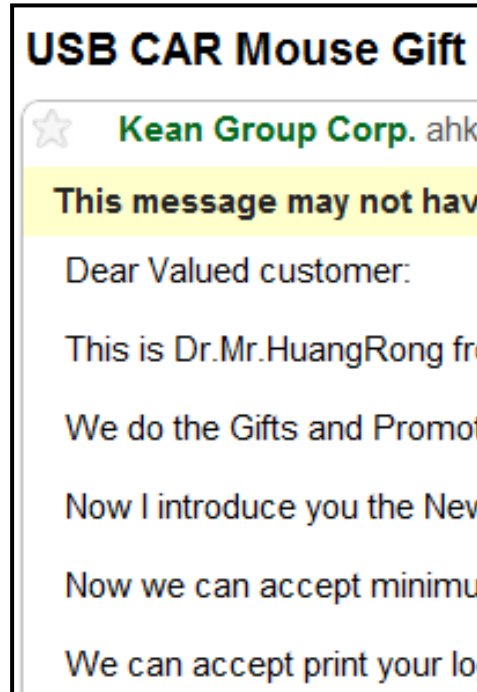 USB CAR Mouse Gift
Kean Group Corp. ahk
This message may not hav
Dear Valued customer:
This is Dr.Mr.HuangRong fr
We do the Gifts and Promot
Now I introduce you the New
Now we can accept minimu
We can accept print your lo